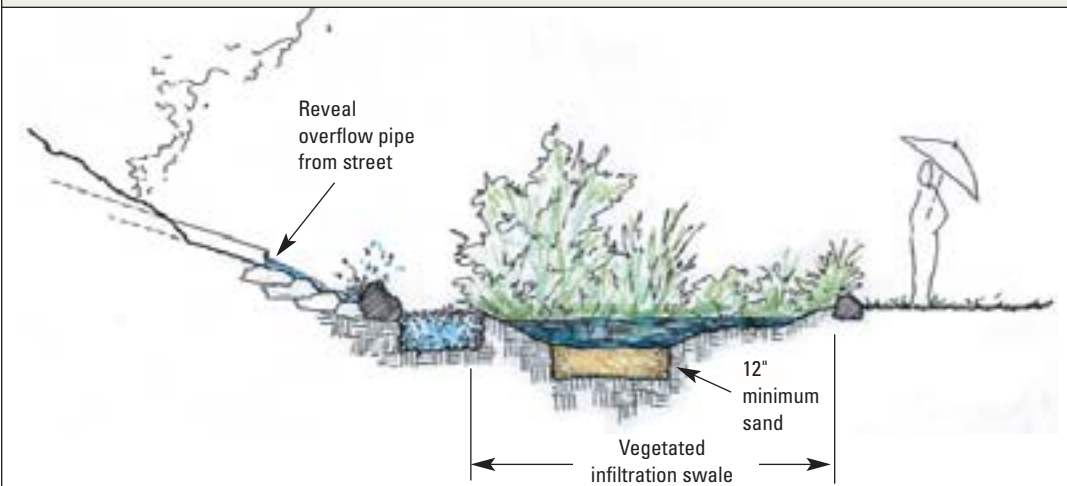 Reveal
overflow pipe
from street
12"
minimum
sand
Vegetated
infiltration swale